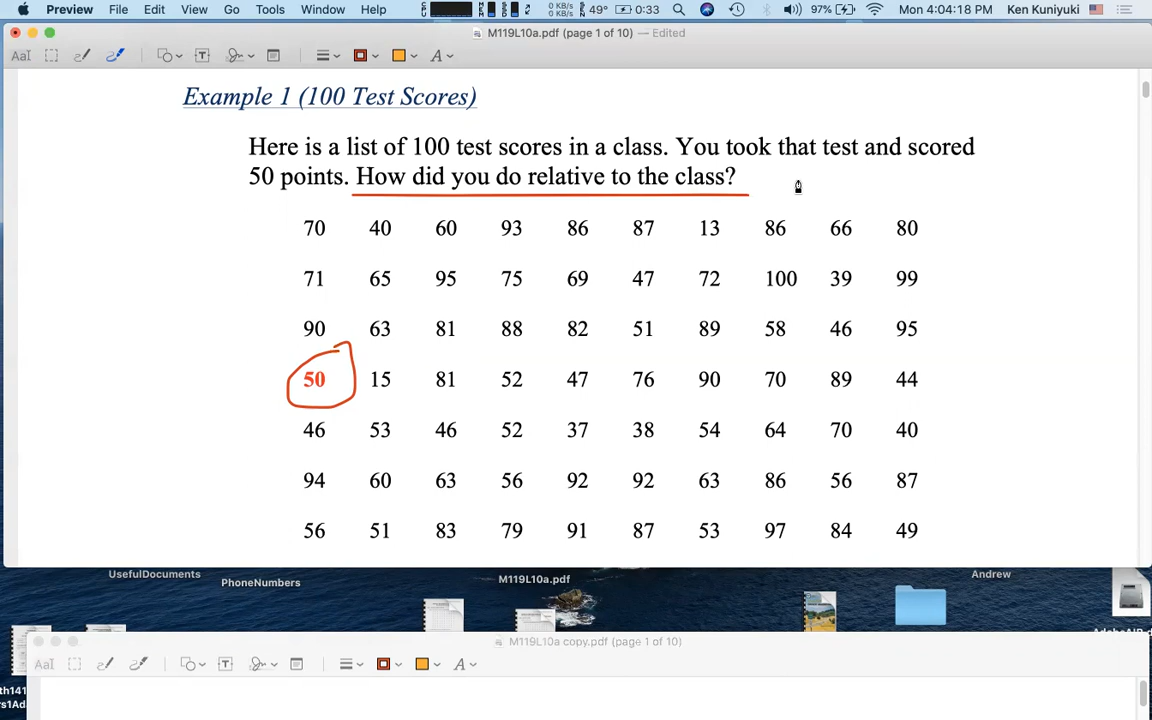 Preview File Edit View Go Tools Window Help 0 KB/s 0 KB/s 49° 0:33 97% Mon 4:04:18 PM Ken Kuniyuki
M119L10a.pdf (page 1 of 10) — Edited
AaI
Example 1 (100 Test Scores)
Here is a list of 100 test scores in a class. You took that test and scored
50 points. How did you do relative to the class?
70 40 60 93 86 87 13 86 66 80
71 65 95 75 69 47 72 100 39 99
90 63 81 88 82 51 89 58 46 95
50 15 81 52 47 76 90 70 89 44
46 53 46 52 37 38 54 64 70 40
94 60 63 56 92 92 63 86 56 87
56 51 83 79 91 87 53 97 84 49
UsefulDocuments PhoneNumbers M119L10a.pdf Andrew
M119L10a copy.pdf (page 1 of 10)
AaI